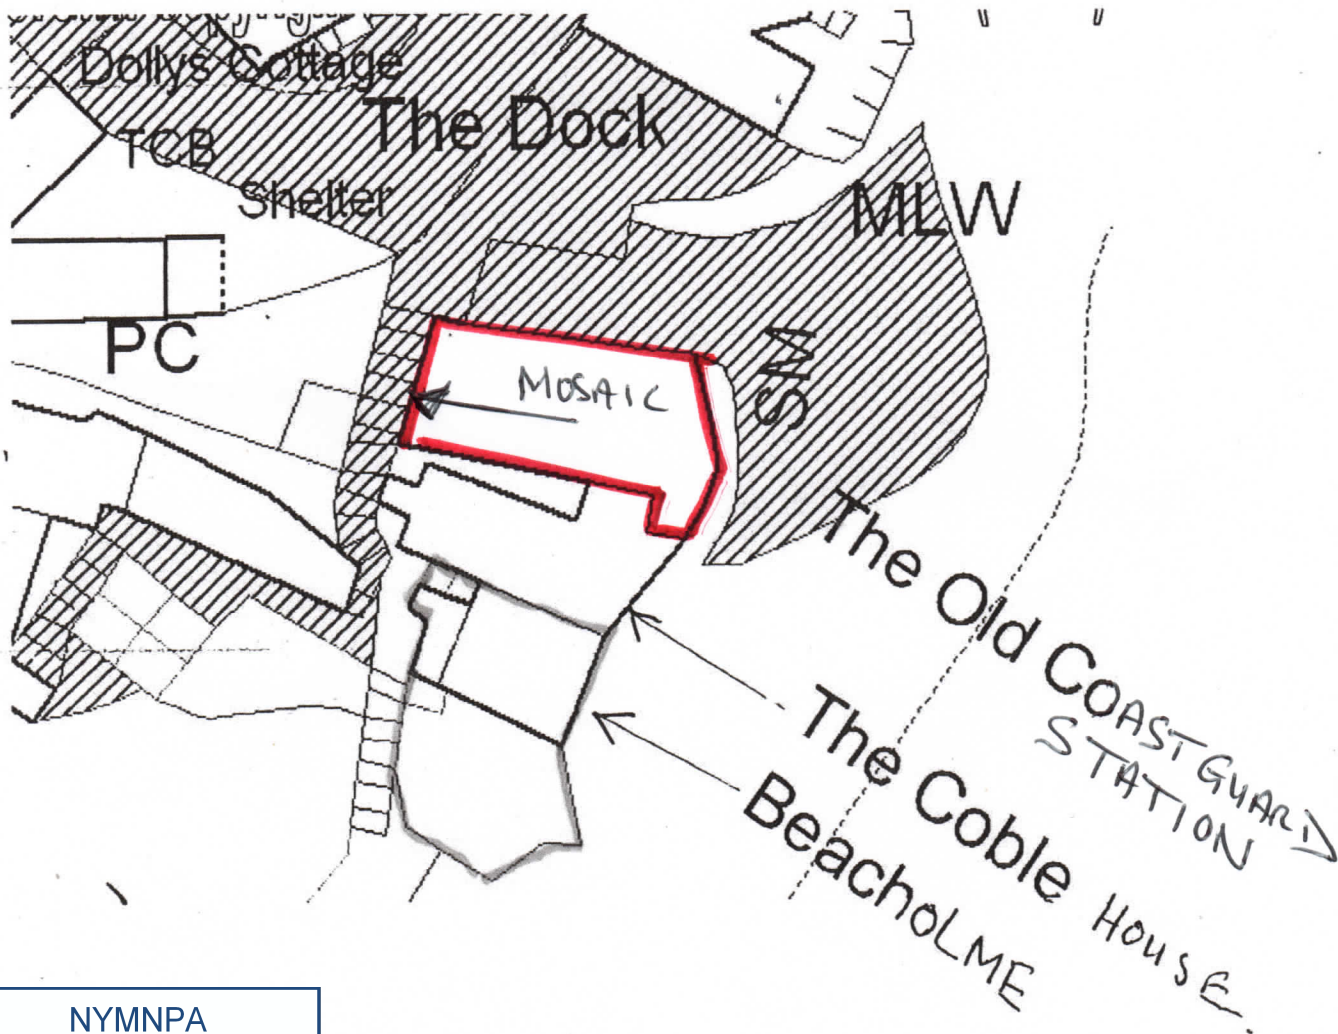 Dollys Cottage
The Dock
TCB
Shelter
MLW
PC
MOSAIC
SM
The Old COASTGUARD
STATION
The Coble HOUSE
BeachoLME
NYMNPA